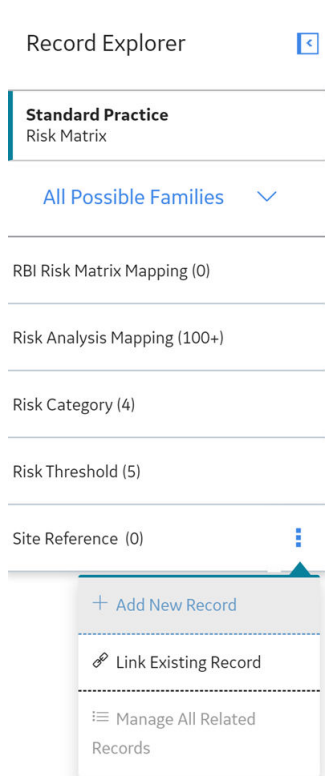 Record Explorer
Standard Practice
Risk Matrix
All Possible Families
RBI Risk Matrix Mapping (0)
Risk Analysis Mapping (100+)
Risk Category (4)
Risk Threshold (5)
Site Reference (0)
Add New Record
Link Existing Record
Manage All Related
Records